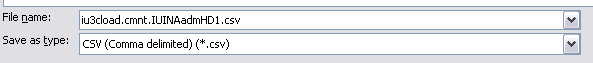 File name: iu3cload.cmnt.IUINAadmHD1.csv
Save as type: CSV (Comma delimited) (*.csv)